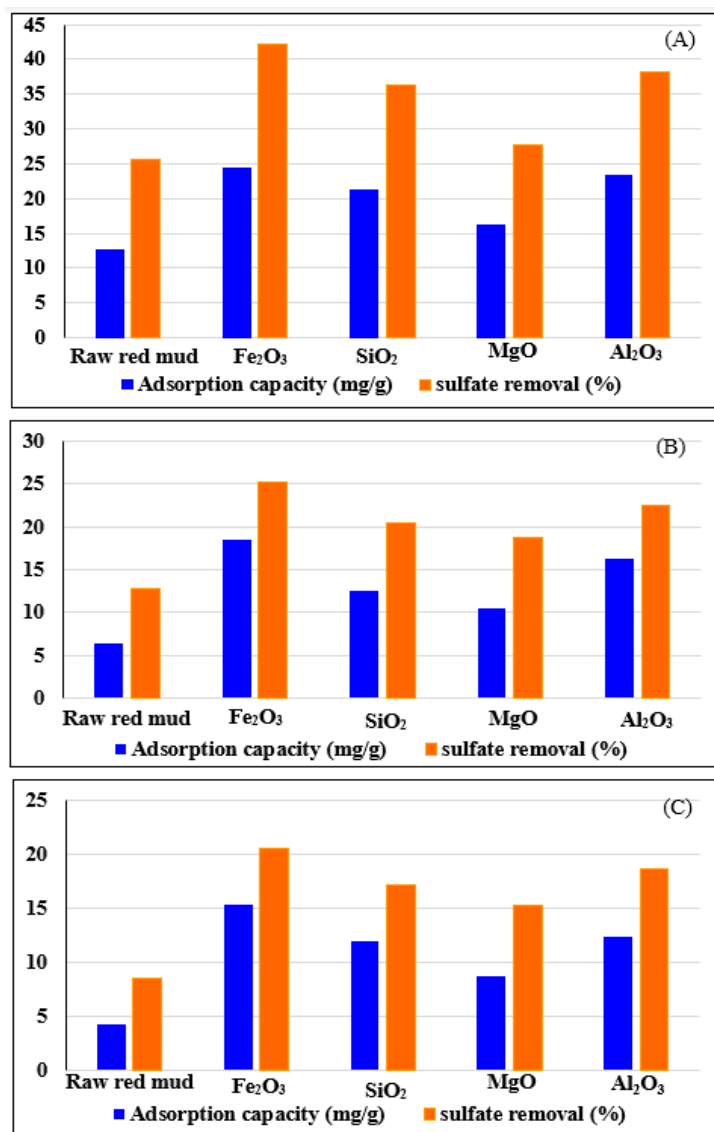 (A)
45
40
35
30
25
20
15
10
5
0
Raw red mud Fe₂O₃ SiO₂ MgO Al₂O₃
Adsorption capacity (mg/g) sulfate removal (%)
(B)
30
25
20
15
10
5
0
Raw red mud Fe₂O₃ SiO₂ MgO Al₂O₃
Adsorption capacity (mg/g) sulfate removal (%)
(C)
25
20
15
10
5
0
Raw red mud Fe₂O₃ SiO₂ MgO Al₂O₃
Adsorption capacity (mg/g) sulfate removal (%)